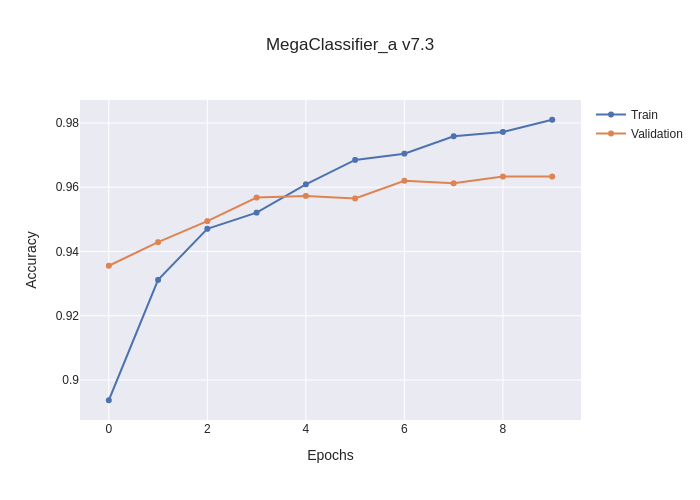 MegaClassifier_a v7.3
Train
Validation
0.98
0.96
0.94
0.92
0.9
Accuracy
0 2 4 6 8
Epochs